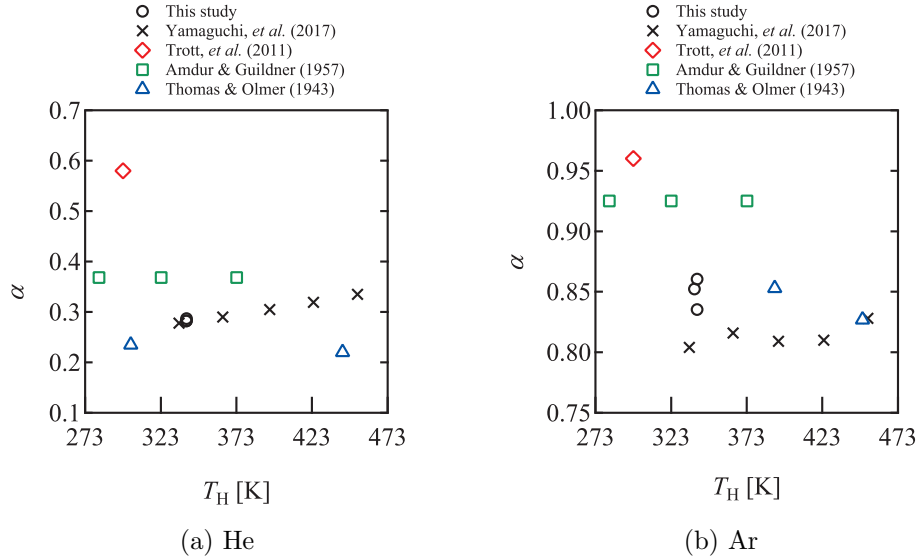 This study
Yamaguchi, et al. (2017)
Trott, et al. (2011)
Amdur & Guildner (1957)
Thomas & Olmer (1943)
0.7
0.6
0.5
α
0.4
0.3
0.2
0.1
273 323 373 423 473
T_H [K]
(a) He
This study
Yamaguchi, et al. (2017)
Trott, et al. (2011)
Amdur & Guildner (1957)
Thomas & Olmer (1943)
1.00
0.95
0.90
α
0.85
0.80
0.75
273 323 373 423 473
T_H [K]
(b) Ar